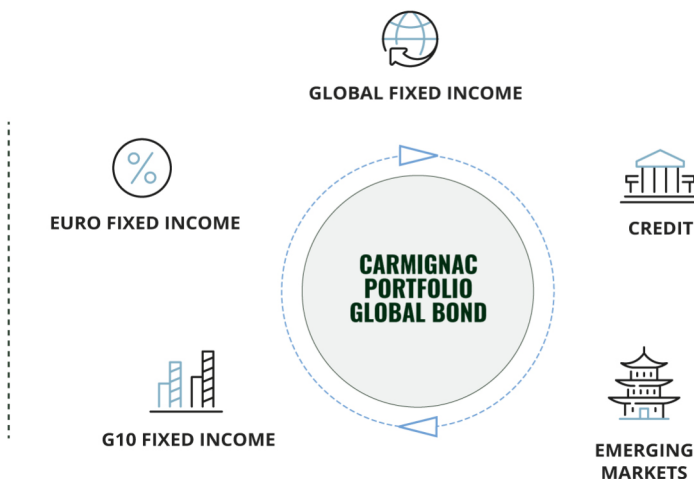 GLOBAL FIXED INCOME
EURO FIXED INCOME
CREDIT
CARMIGNAC
PORTFOLIO
GLOBAL BOND
G10 FIXED INCOME
EMERGING
MARKETS